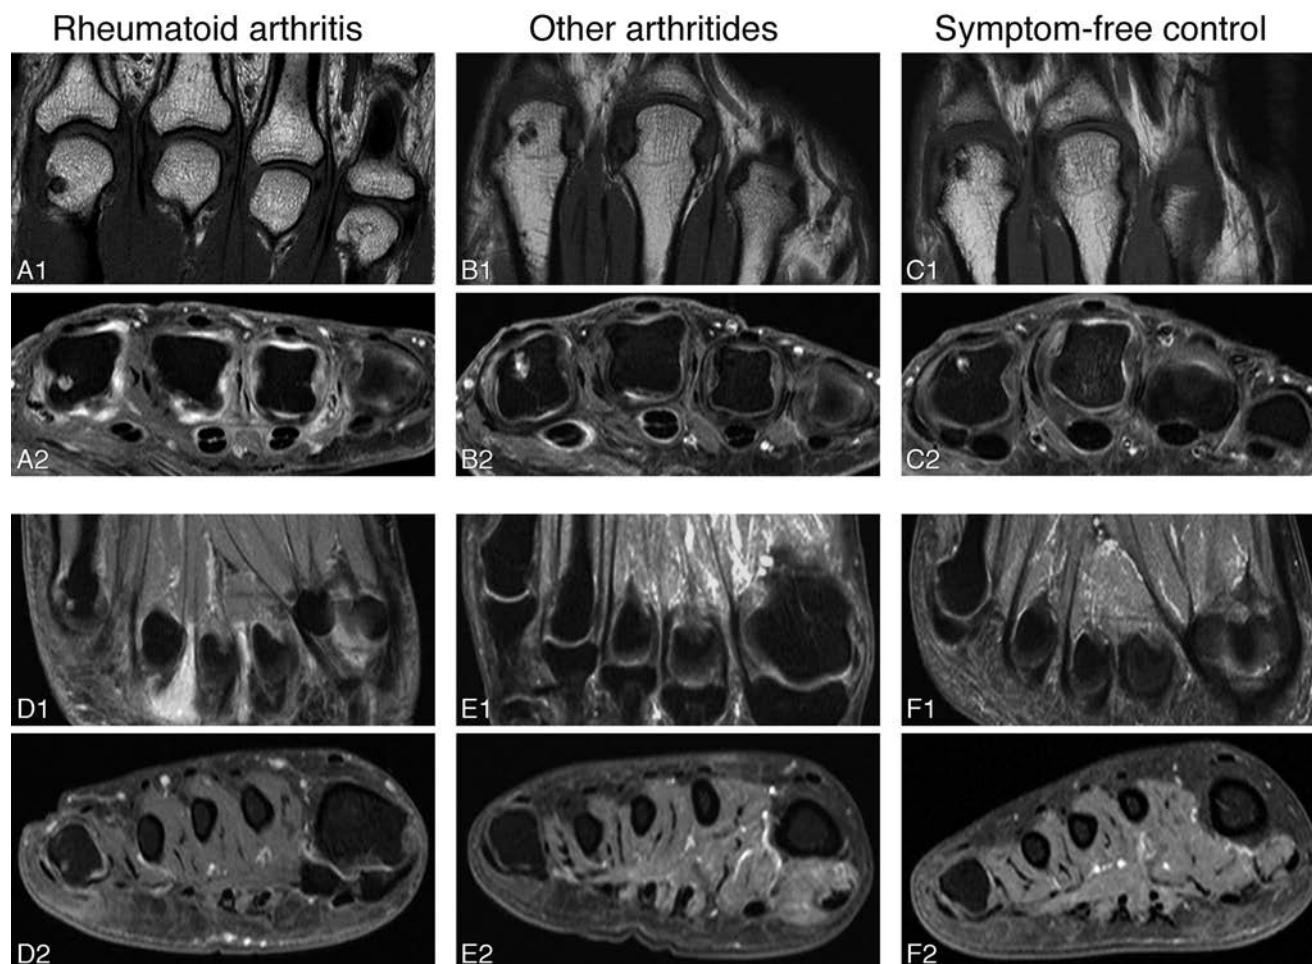 Rheumatoid arthritis Other arthritides Symptom-free control
A1 B1 C1
A2 B2 C2
D1 E1 F1
D2 E2 F2